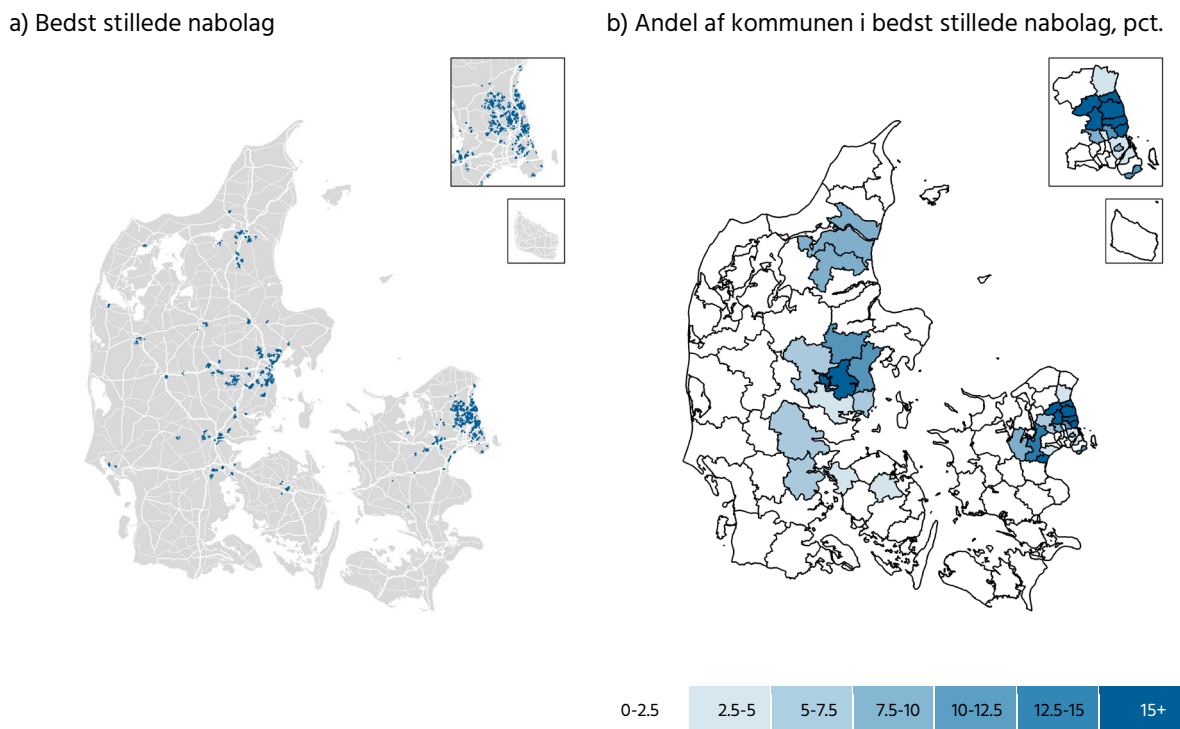 a) Bedst stillede nabolag
b) Andel af kommunen i bedst stillede nabolag, pct.
0-2.5 2.5-5 5-7.5 7.5-10 10-12.5 12.5-15 15+